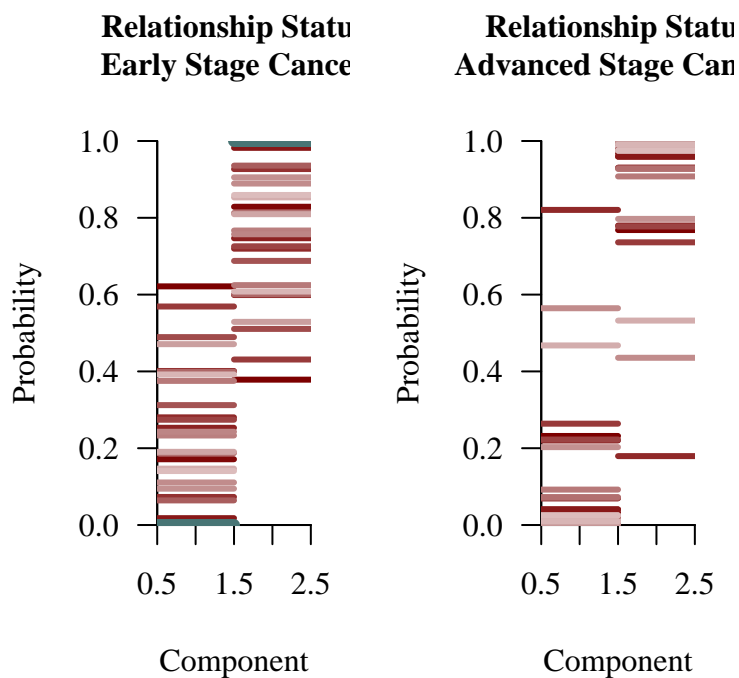 Relationship Statu
Early Stage Cance
Probability
1.0
0.8
0.6
0.4
0.2
0.0
0.5 1.5 2.5
Component
Relationship Statu
Advanced Stage Can
Probability
1.0
0.8
0.6
0.4
0.2
0.0
0.5 1.5 2.5
Component